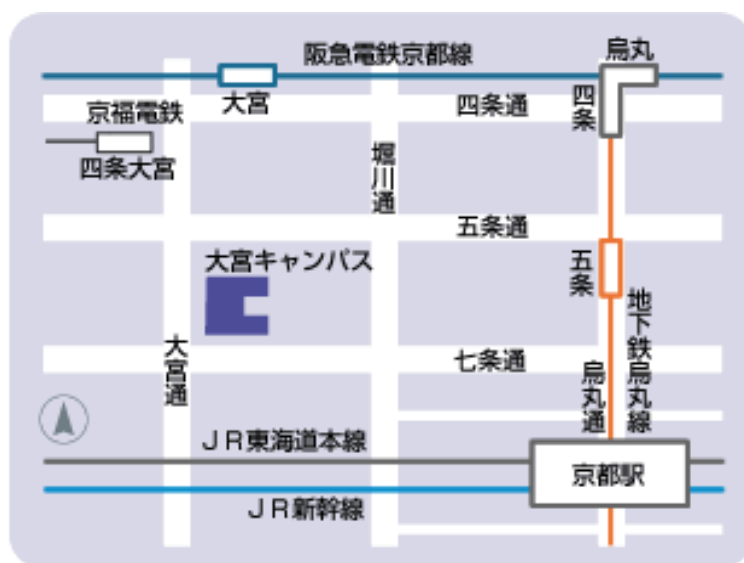 阪急電鉄京都線
烏丸
大宮
四条通
四条
京福電鉄
四条大宮
堀川通
五条通
五条
大宮キャンパス
地下鉄烏丸線
大宮通
七条通
烏丸通
JR東海道本線
京都駅
JR新幹線